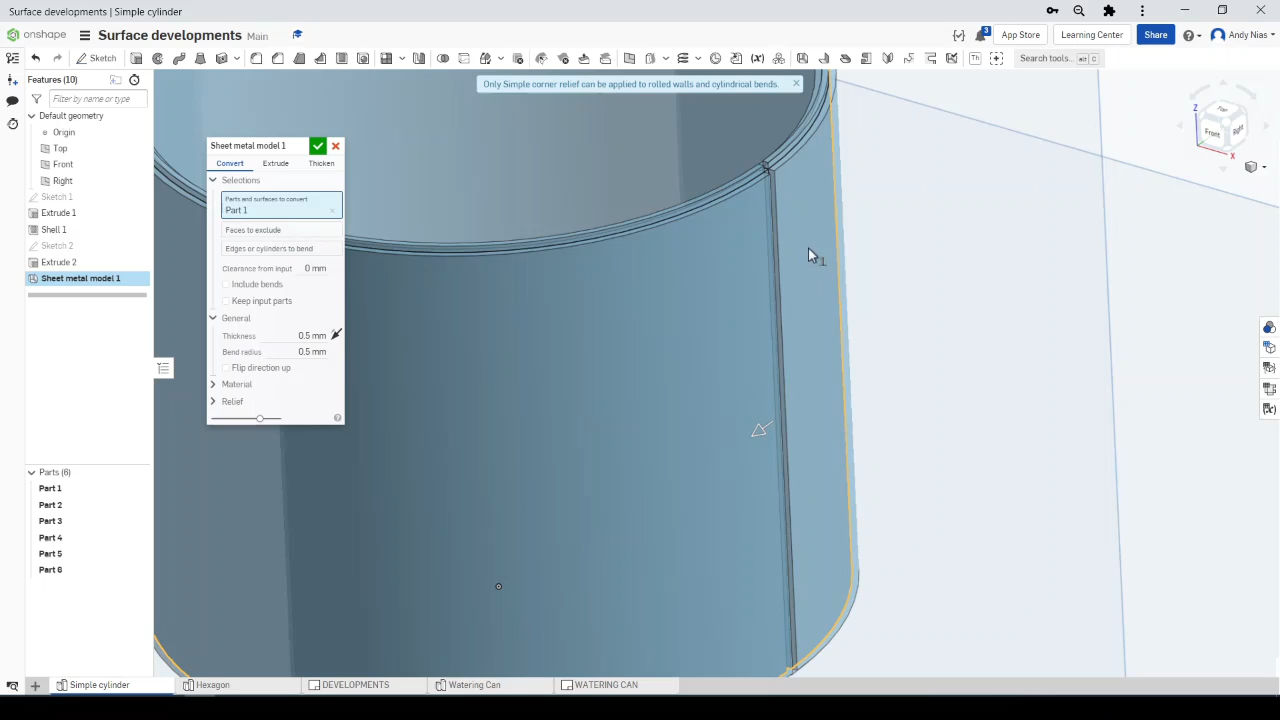 Surface developments | Simple cylinder
onshape
Surface developments Main
3
App Store
Learning Center
Share
Andy Nias
Sketch
Search tools...
alt C
Features (10)
Filter by name or type
Default geometry
Origin
Top
Front
Right
Sketch 1
Extrude 1
Shell 1
Sketch 2
Extrude 2
Sheet metal model 1
Parts (6)
Part 1
Part 2
Part 3
Part 4
Part 5
Part 6
Sheet metal model 1
Convert Extrude Thicken
Selections
Parts and surfaces to convert
Part 1
Faces to exclude
Edges or cylinders to bend
Clearance from input 0 mm
Include bends
Keep input parts
General
Thickness 0.5 mm
Bend radius 0.5 mm
Flip direction up
Material
Relief
Only Simple corner relief can be applied to rolled walls and cylindrical bends.
Z
Top
Front
Right
X
Simple cylinder
Hexagon
DEVELOPMENTS
Watering Can
WATERING CAN